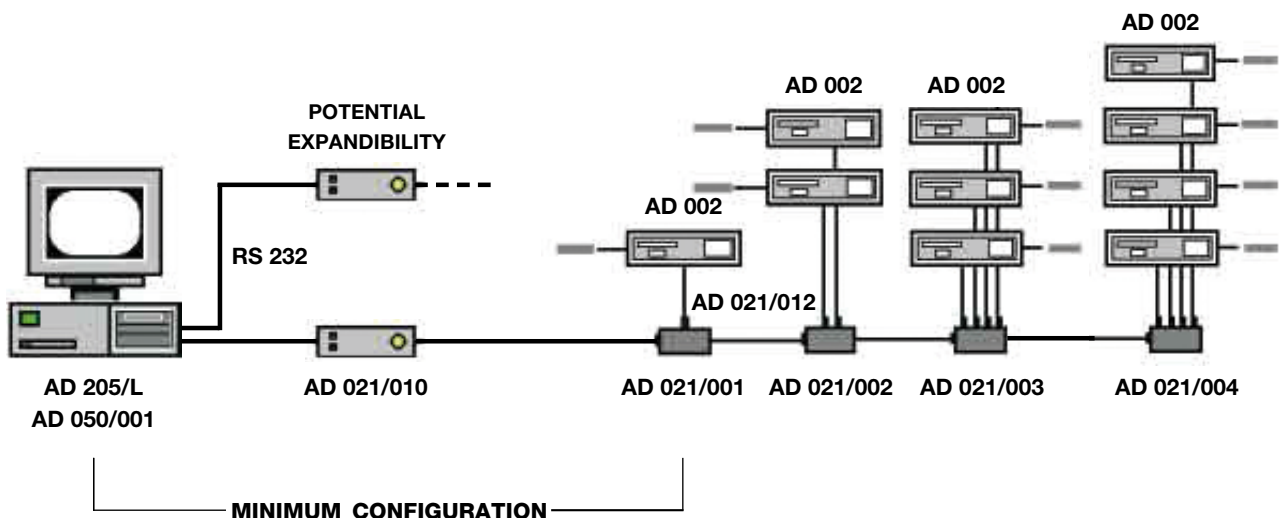 AD 002
AD 002
AD 002
POTENTIAL
EXPANDIBILITY
AD 002
RS 232
AD 021/012
AD 205/L
AD 050/001
AD 021/010
AD 021/001
AD 021/002
AD 021/003
AD 021/004
MINIMUM CONFIGURATION